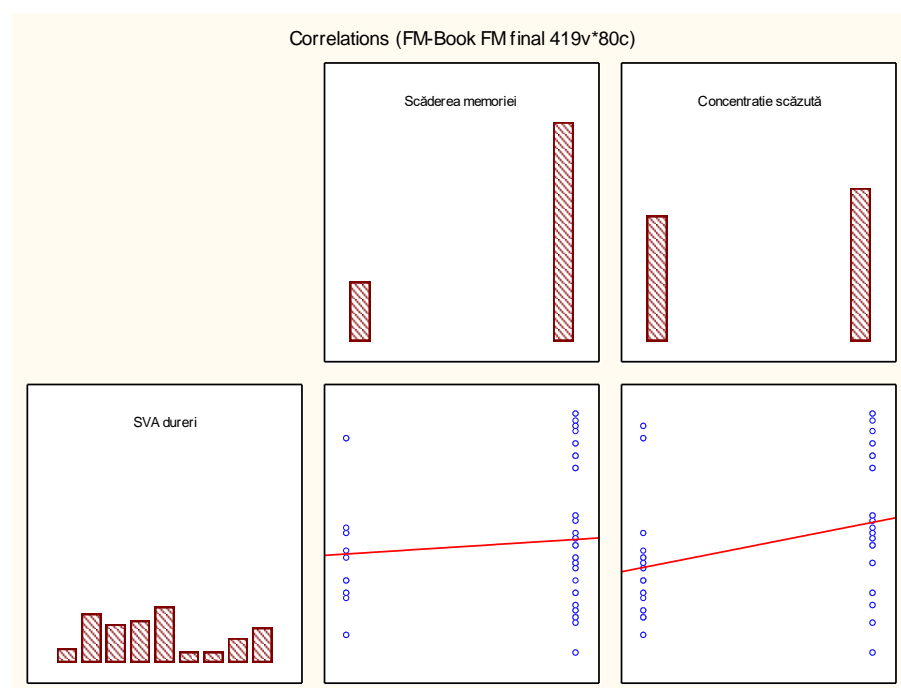 Correlations (FM-Book FM final 419v*80c)
Scăderea memoriei
Concentratie scăzută
SVA dureri